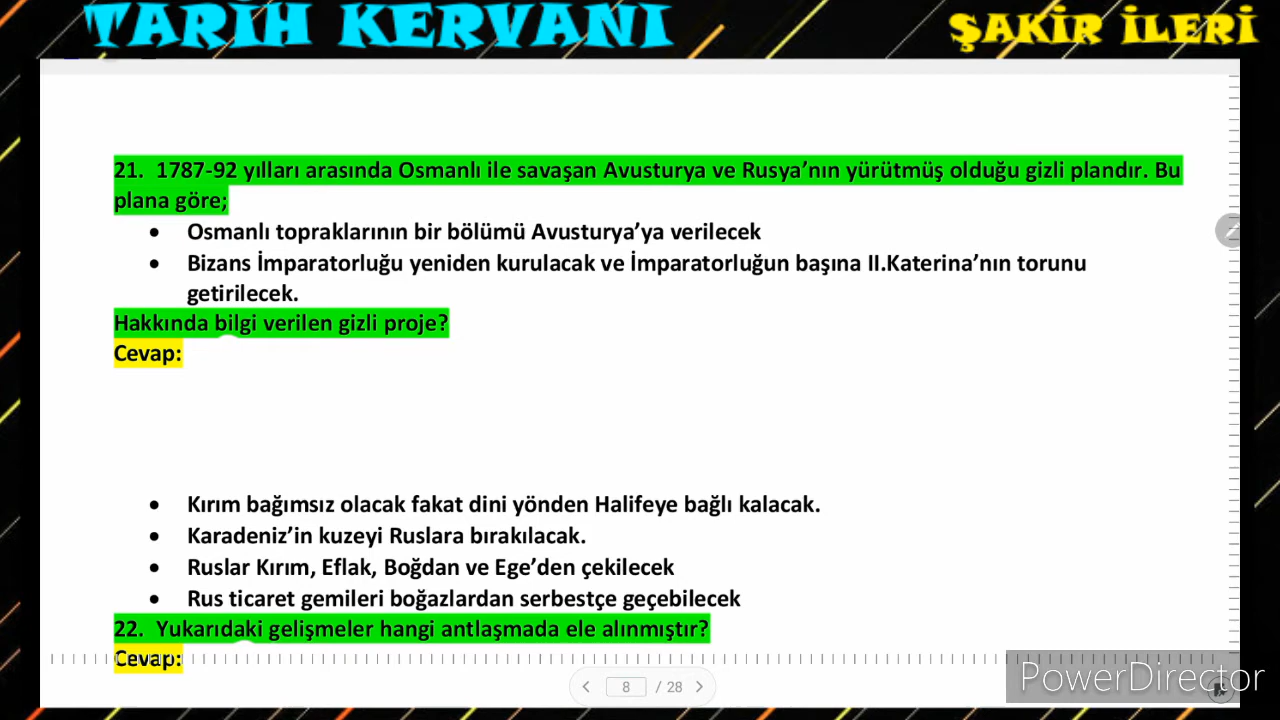 TARİH KERVANI
ŞAKİR İLERİ
21. 1787-92 yılları arasında Osmanlı ile savaşan Avusturya ve Rusya’nın yürütmüş olduğu gizli plandır. Bu
plana göre;
• Osmanlı topraklarının bir bölümü Avusturya’ya verilecek
• Bizans İmparatorluğu yeniden kurulacak ve İmparatorluğun başına II.Katerina’nın torunu
getirilecek.
Hakkında bilgi verilen gizli proje?
Cevap:
• Kırım bağımsız olacak fakat dini yönden Halifeye bağlı kalacak.
• Karadeniz’in kuzeyi Ruslara bırakılacak.
• Ruslar Kırım, Eflak, Boğdan ve Ege’den çekilecek
• Rus ticaret gemileri boğazlardan serbestçe geçebilecek
22. Yukarıdaki gelişmeler hangi antlaşmada ele alınmıştır?
Cevap:
8 / 28
PowerDirector